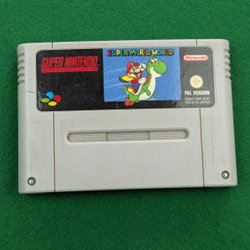 SUPER NINTENDO
SUPER MARIO WORLD
Nintendo
PAL VERSION